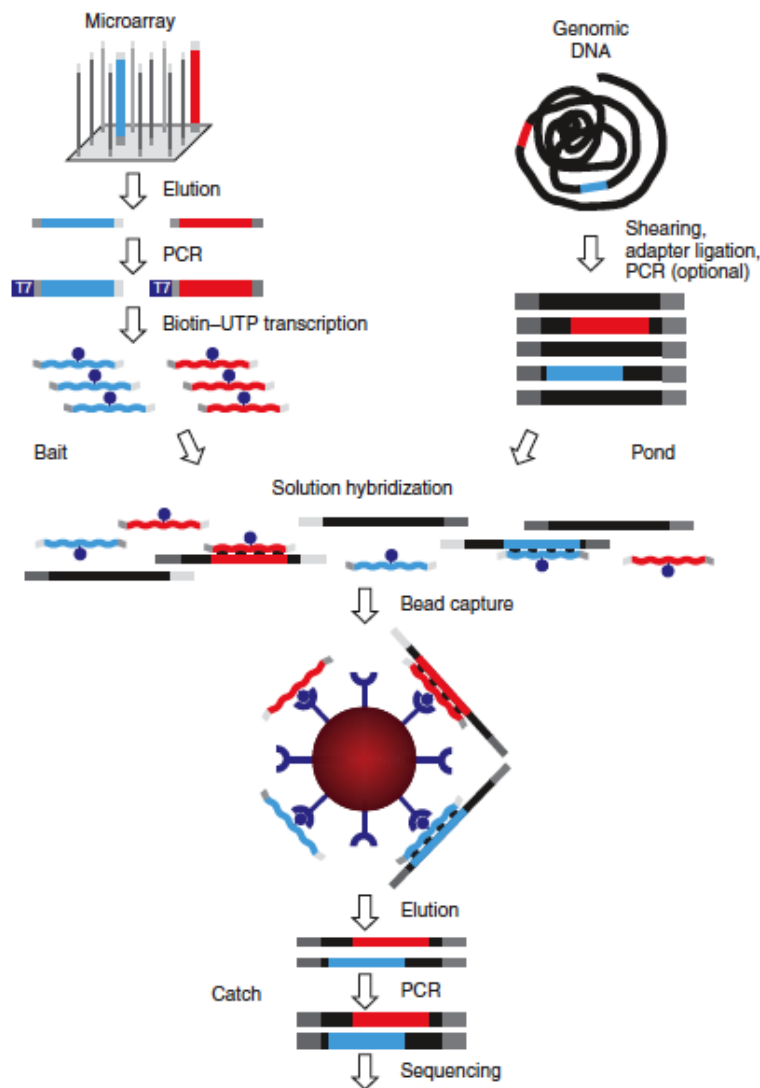 Microarray
Genomic
DNA
Elution
PCR
T7
T7
Biotin–UTP transcription
Shearing,
adapter ligation,
PCR (optional)
Bait
Pond
Solution hybridization
Bead capture
Elution
Catch
PCR
Sequencing